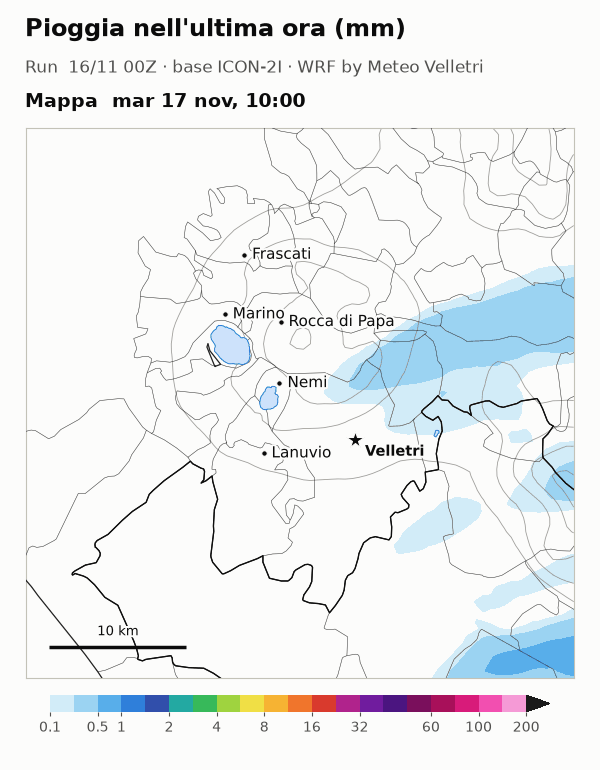 Pioggia nell'ultima ora (mm)
Run  16/11 00Z · base ICON-2I · WRF by Meteo Velletri
Mappa  mar 17 nov, 10:00
Frascati
Marino
Rocca di Papa
Nemi
Velletri
Lanuvio
10 km
0.1 0.5 1 2 4 8 16 32 60 100 200